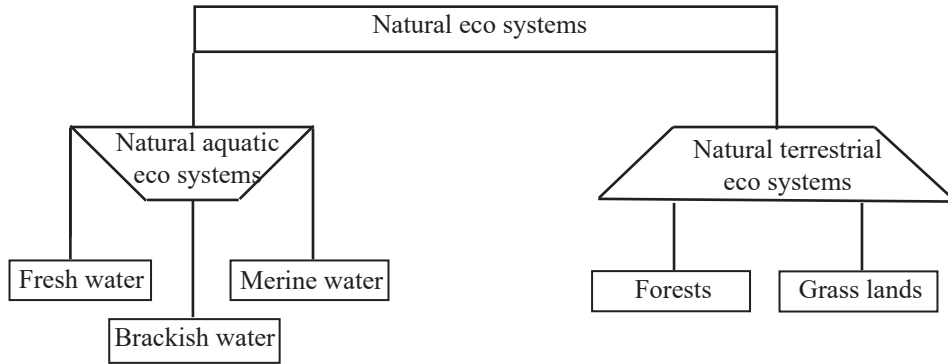 Natural eco systems
Natural aquatic
eco systems
Natural terrestrial
eco systems
Fresh water
Merine water
Forests
Grass lands
Brackish water